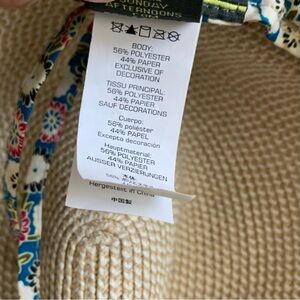 SUNDAY
AFTERNOONS
BODY:
56% POLYESTER
44% PAPER
EXCLUSIVE OF
DECORATION
TISSU PRINCIPAL:
56% POLYESTER
44% PAPIER
SAUF DECORATIONS
Cuerpo:
56% poliéster
44% PAPEL
Excepto decoración
Hauptmaterial:
56% POLYESTER
44% PAPIER
AUSSER VERZIERUNGEN
Hergestellt in China
中国製